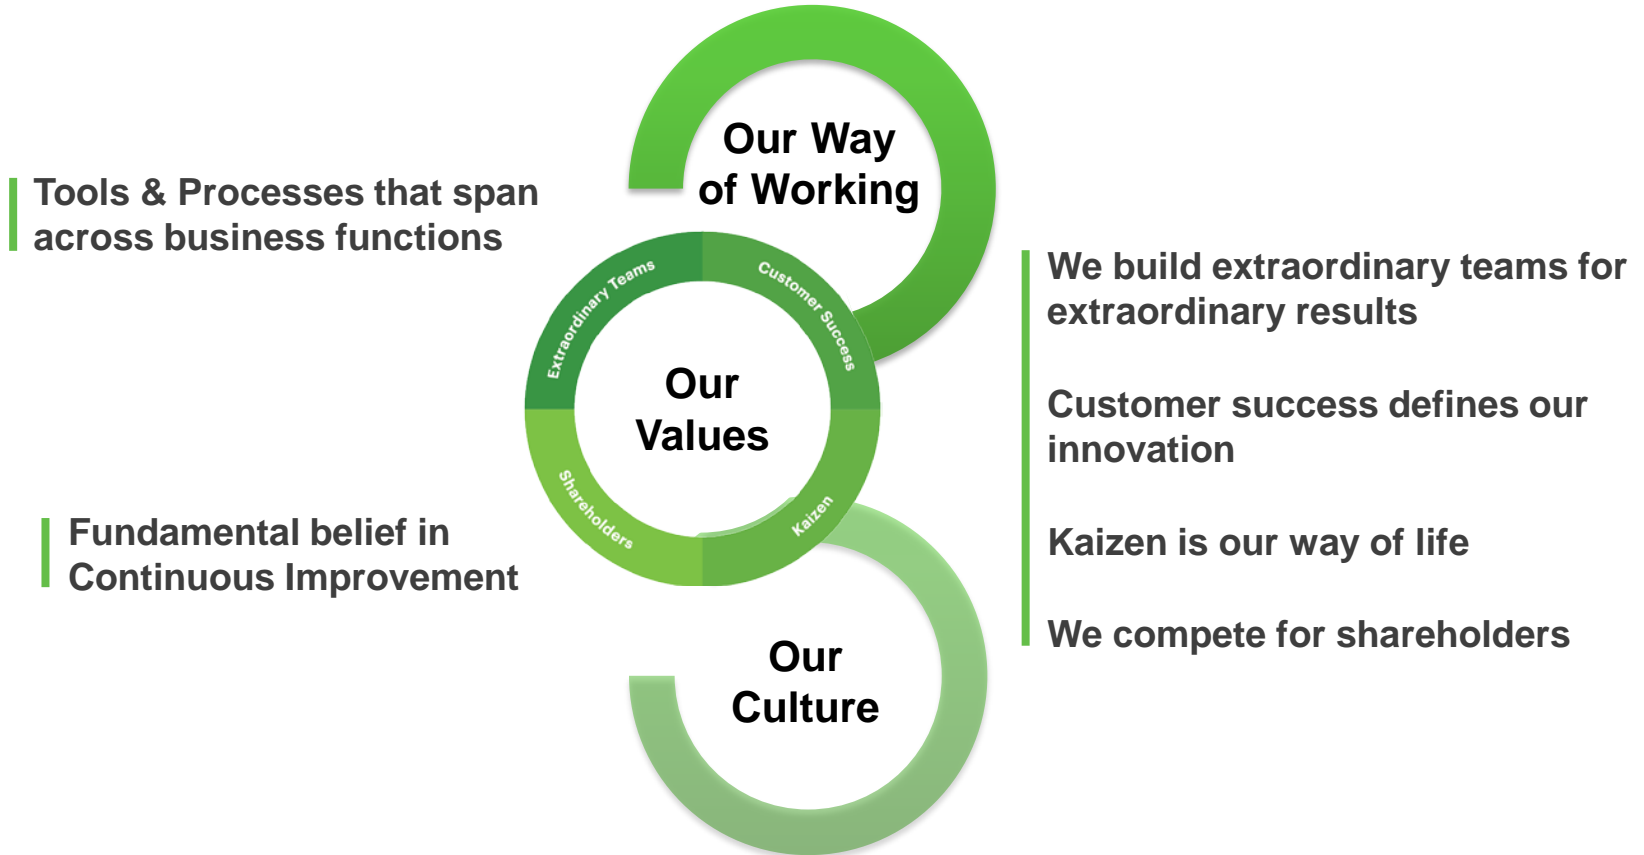 Our Way
of Working
Tools & Processes that span
across business functions
Extraordinary Teams
Customer Success
Our
Values
Shareholders
Kaizen
We build extraordinary teams for
extraordinary results
Customer success defines our
innovation
Kaizen is our way of life
We compete for shareholders
Fundamental belief in
Continuous Improvement
Our
Culture